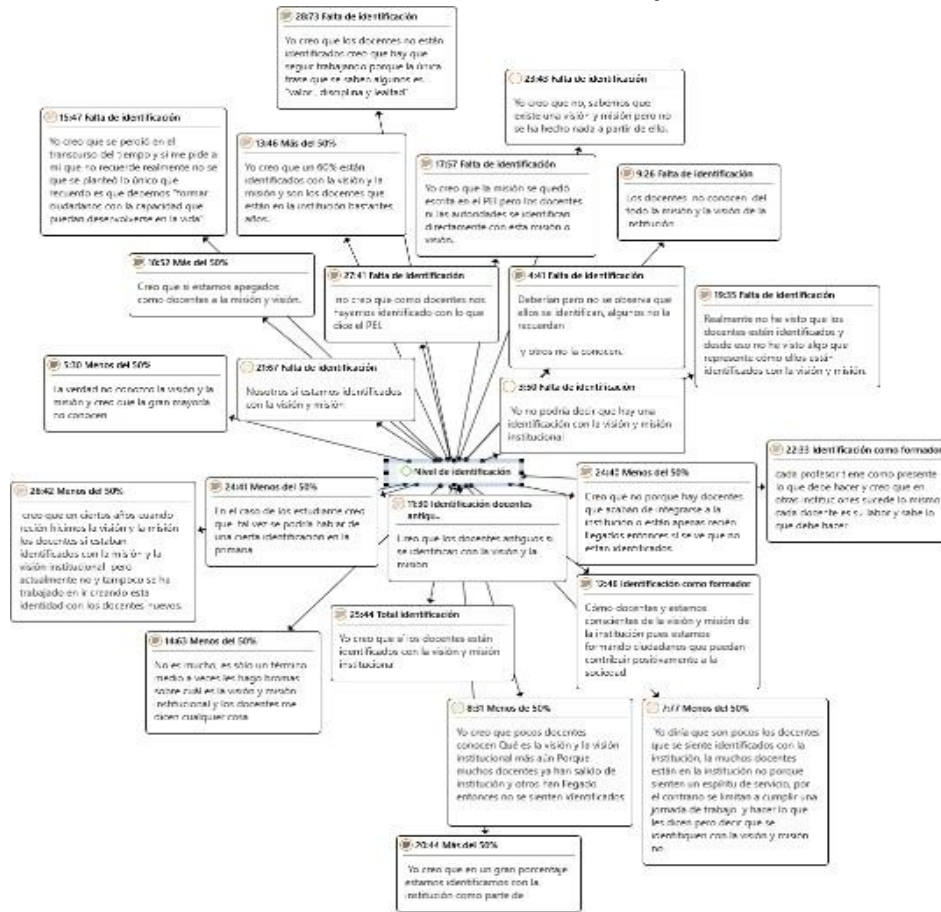 28:73 Falta de identificación
Yo creo que los docentes no están
identificados creo que hay que
seguir trabajando porque la única
frase que se saben algunos es
"valor, disciplina y lealtad"
23:43 Falta de identificación
Yo creo que no, sabemos que
existe una visión y misión pero no
se ha hecho nada a partir de ello.
15:47 Falta de identificación
Yo creo que se perdió en el
transcurso del tiempo y si me pide a
mi que no recuerde realmente no se
que se planteó lo único que
recuerdo es que debemos "formar
ciudadanos con la capacidad que
puedan desenvolverse en la vida"
13:46 Más del 50%
Yo creo que un 60% están
identificados con la visión y la
misión y son los docentes que
están en la institución bastantes
años.
17:57 Falta de identificación
Yo creo que la misión se quedó
escrita en el PEI pero los docentes
ni las autoridades se identifican
directamente con esta misión o
visión.
9:26 Falta de identificación
Los docentes no conocen del
todo la misión y la visión de la
institución
18:52 Más del 50%
Creo que si estamos apegados
como docentes a la misión y visión.
27:41 Falta de identificación
no creo que como docentes nos
hayamos identificado con lo que
dice el PEI.
4:41 Falta de identificación
Deberían pero no se observa que
ellos se identifican, algunos no la
recuerdan
y otros no la conocen.
19:35 Falta de identificación
Realmente no he visto que los
docentes estén identificados y
desde eso no he visto algo que
represente cómo ellos están
identificados con la visión y misión.
5:30 Menos del 50%
La verdad no conozco la visión y la
misión y creo que la gran mayoría
no conocen
21:67 Falta de identificación
Nosotros si estamos identificados
con la visión y misión
3:50 Falta de identificación
Yo no podría decir que hay una
identificación con la visión y misión
institucional
Nivel de identificación
22:33 Identificación como formador
cada profesor tiene como presente
lo que debe hacer y creo que en
otras instituciones sucede lo mismo
cada docente es su labor y sabe lo
que debe hacer
26:42 Menos del 50%
creo que en ciertos años cuando
recién hicimos la visión y la misión
los docentes si estaban
identificados con la misión y la
visión institucional pero
actualmente no y tampoco se ha
trabajado en ir creando esta
identidad con los docentes nuevos.
24:41 Menos del 50%
En el caso de los estudiante creo
que tal vez se podría hablar de
una cierta identificación en la
primaria
11:30 Identificación docentes
antigu...
Creo que los docentes antiguos si
se identifican con la visión y la
misión
24:40 Menos del 50%
Creo que no porque hay docentes
que acaban de integrarse a la
institución o están apenas recién
llegados entonces si se ve que no
están identificados.
12:48 Identificación como formador
Cómo docentes y estamos
conscientes de la visión y misión de
la institución pues estamos
formando ciudadanos que puedan
contribuir positivamente a la
sociedad
25:44 Total identificación
Yo creo que sí los docentes están
identificados con la visión y misión
institucional
14:63 Menos del 50%
No es mucho, es sólo un término
medio a veces les hago bromas
sobre cuál es la visión y misión
institucional y los docentes me
dicen cualquier cosa
8:31 Menos de 50%
Yo creo que pocos docentes
conocen Qué es la visión y la visión
institucional más aún Porque
muchos docentes ya han salido de
institución y otros han llegado
entonces no se sienten identificados
7:77 Menos del 50%
Yo diría que son pocos los docentes
que se siente identificados con la
institución, la muchos docentes
están en la institución no porque
sienten un espíritu de servicio, por
el contrario se limitan a cumplir una
jornada de trabajo y hacer lo que
les dicen pero decir que se
identifiquen con la visión y misión
no.
20:44 Más del 50%
Yo creo que en un gran porcentaje
estamos identificamos con la
institución como parte de